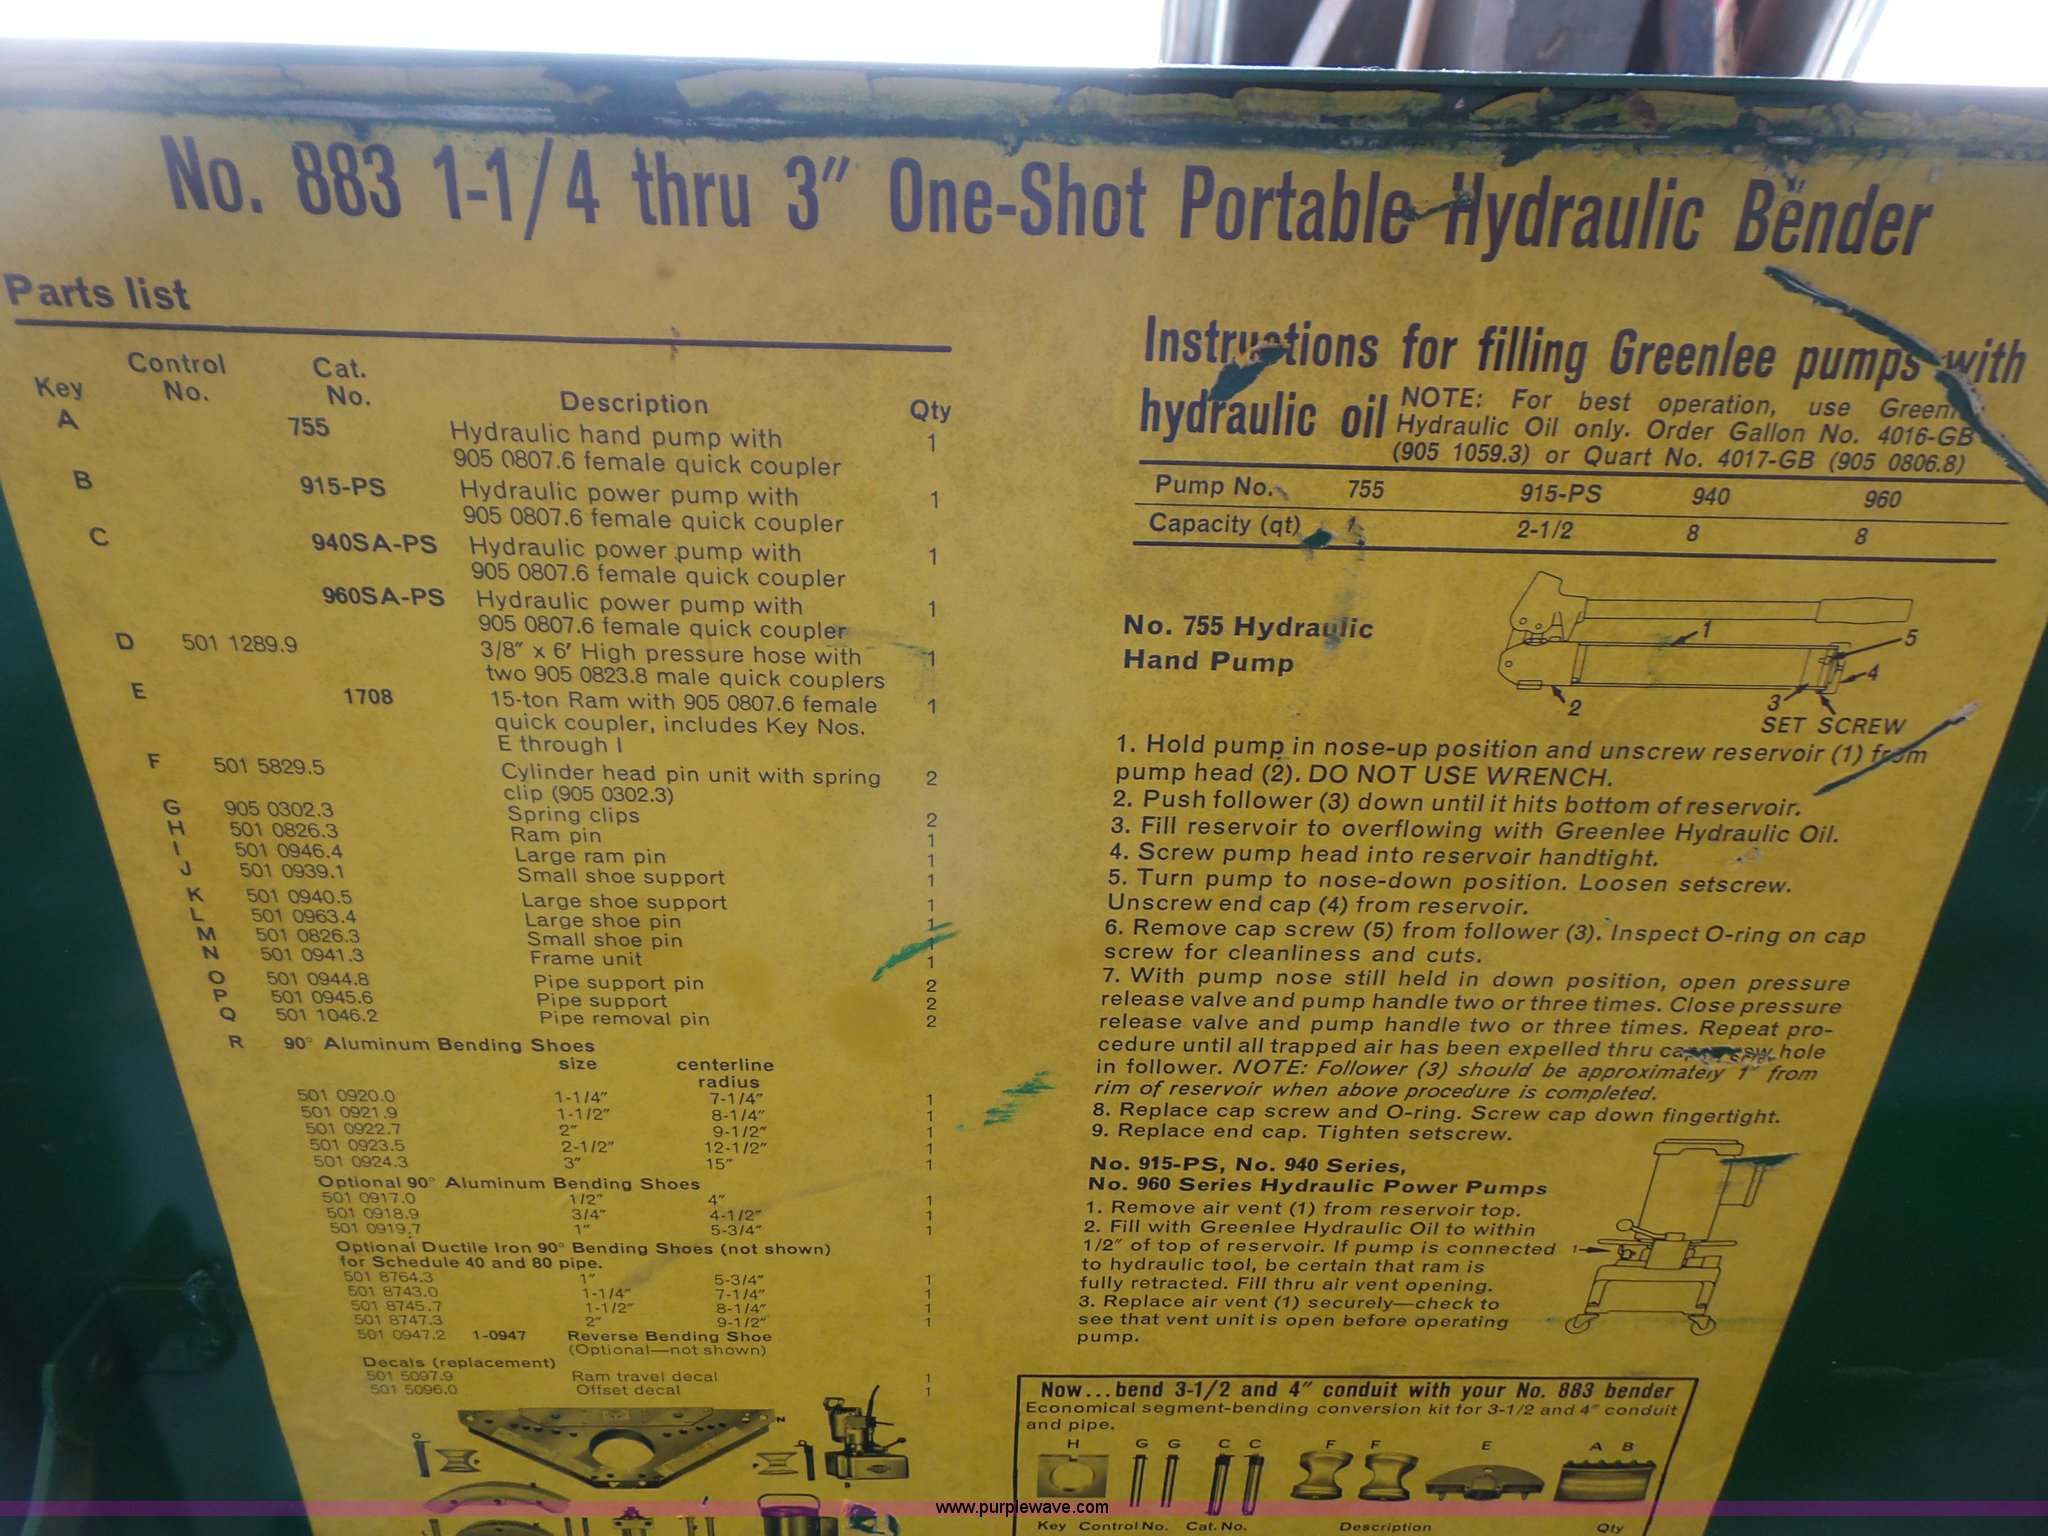 No. 883 1-1/4 thru 3" One-Shot Portable Hydraulic Bender
Parts list
Key Control No. Cat. No. Description Qty
A 755 Hydraulic hand pump with 1
905 0807.6 female quick coupler
B 915-PS Hydraulic power pump with 1
905 0807.6 female quick coupler
C 940SA-PS Hydraulic power pump with 1
905 0807.6 female quick coupler
960SA-PS Hydraulic power pump with 1
905 0807.6 female quick coupler
D 501 1289.9 3/8" x 6' High pressure hose with 1
two 905 0823.8 male quick couplers
E 1708 15-ton Ram with 905 0807.6 female 1
quick coupler, includes Key Nos.
E through I
F 501 5829.5 Cylinder head pin unit with spring 2
clip (905 0302.3)
G 905 0302.3 Spring clips 2
H 501 0826.3 Ram pin 1
I 501 0946.4 Large ram pin 1
J 501 0939.1 Small shoe support 1
K 501 0940.5 Large shoe support 1
L 501 0963.4 Large shoe pin 1
M 501 0826.3 Small shoe pin 1
N 501 0941.3 Frame unit 1
O 501 0944.8 Pipe support pin 2
P 501 0945.6 Pipe support 2
Q 501 1046.2 Pipe removal pin 2
R 90° Aluminum Bending Shoes
size centerline
radius
501 0920.0 1-1/4" 7-1/4" 1
501 0921.9 1-1/2" 8-1/4" 1
501 0922.7 2" 9-1/2" 1
501 0923.5 2-1/2" 12-1/2" 1
501 0924.3 3" 15" 1
Optional 90° Aluminum Bending Shoes
501 0917.0 1/2" 4" 1
501 0918.9 3/4" 4-1/2" 1
501 0919.7 1" 5-3/4" 1
Optional Ductile Iron 90° Bending Shoes (not shown)
for Schedule 40 and 80 pipe.
501 8764.3 1" 5-3/4" 1
501 8743.0 1-1/4" 7-1/4" 1
501 8745.7 1-1/2" 8-1/4" 1
501 8747.3 2" 9-1/2" 1
501 0947.2 1-0947 Reverse Bending Shoe
(Optional—not shown)
Decals (replacement)
501 5097.9 Ram travel decal 1
501 5096.0 Offset decal 1
N
Instructions for filling Greenlee pumps with
hydraulic oil
NOTE: For best operation, use
Hydraulic Oil only. Order Gallon No. 4016-GB
(905 1059.3) or Quart No. 4017-GB (905 0806.8)
Pump No. 755 915-PS 940 960
Capacity (qt) 1 2-1/2 8 8
No. 755 Hydraulic
Hand Pump
1 5 4 3 2
SET SCREW
1. Hold pump in nose-up position and unscrew reservoir (1) from
pump head (2). DO NOT USE WRENCH.
2. Push follower (3) down until it hits bottom of reservoir.
3. Fill reservoir to overflowing with Greenlee Hydraulic Oil.
4. Screw pump head into reservoir handtight.
5. Turn pump to nose-down position. Loosen setscrew.
Unscrew end cap (4) from reservoir.
6. Remove cap screw (5) from follower (3). Inspect O-ring on cap
screw for cleanliness and cuts.
7. With pump nose still held in down position, open pressure
release valve and pump handle two or three times. Close pressure
release valve and pump handle two or three times. Repeat pro-
cedure until all trapped air has been expelled thru cap screw hole
in follower. NOTE: Follower (3) should be approximately 1" from
rim of reservoir when above procedure is completed.
8. Replace cap screw and O-ring. Screw cap down fingertight.
9. Replace end cap. Tighten setscrew.
No. 915-PS, No. 940 Series,
No. 960 Series Hydraulic Power Pumps
1. Remove air vent (1) from reservoir top.
2. Fill with Greenlee Hydraulic Oil to within
1/2" of top of reservoir. If pump is connected
to hydraulic tool, be certain that ram is
fully retracted. Fill thru air vent opening.
3. Replace air vent (1) securely—check to
see that vent unit is open before operating
pump.
1
Now...bend 3-1/2 and 4" conduit with your No. 883 bender
Economical segment-bending conversion kit for 3-1/2 and 4" conduit
and pipe.
H G G C C F F E A B
Key Control No. Cat. No. Description Qty
www.purplewave.com